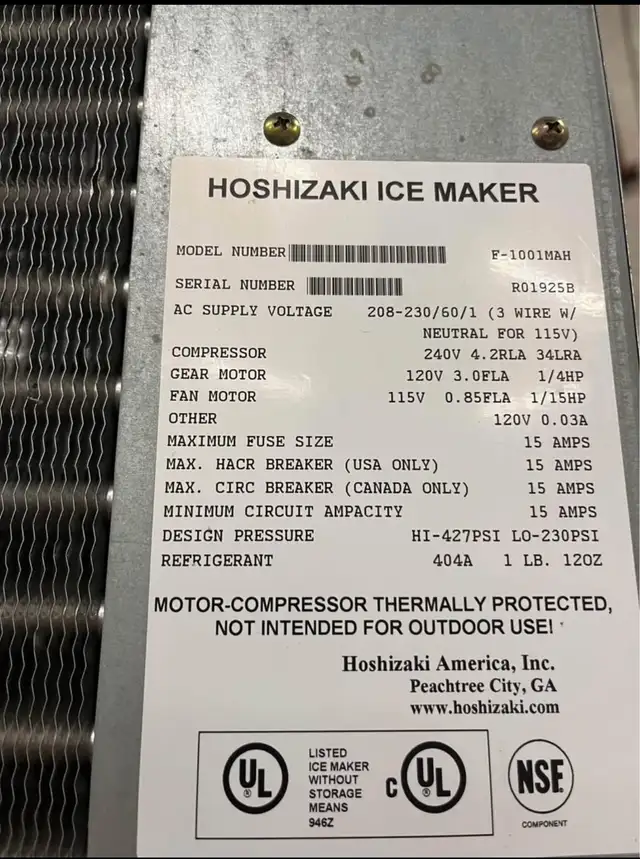 HOSHIZAKI ICE MAKER
MODEL NUMBER F-1001MAH
SERIAL NUMBER R01925B
AC SUPPLY VOLTAGE 208-230/60/1 (3 WIRE W/
NEUTRAL FOR 115V)
COMPRESSOR 240V 4.2RLA 34LRA
GEAR MOTOR 120V 3.0FLA 1/4HP
FAN MOTOR 115V 0.85FLA 1/15HP
OTHER 120V 0.03A
MAXIMUM FUSE SIZE 15 AMPS
MAX. HACR BREAKER (USA ONLY) 15 AMPS
MAX. CIRC BREAKER (CANADA ONLY) 15 AMPS
MINIMUM CIRCUIT AMPACITY 15 AMPS
DESIGN PRESSURE HI-427PSI LO-230PSI
REFRIGERANT 404A 1 LB. 12OZ
MOTOR-COMPRESSOR THERMALLY PROTECTED,
NOT INTENDED FOR OUTDOOR USE!
Hoshizaki America, Inc.
Peachtree City, GA
www.hoshizaki.com
UL ®
LISTED
ICE MAKER
WITHOUT
STORAGE
MEANS
946Z
C UL ®
NSF
COMPONENT